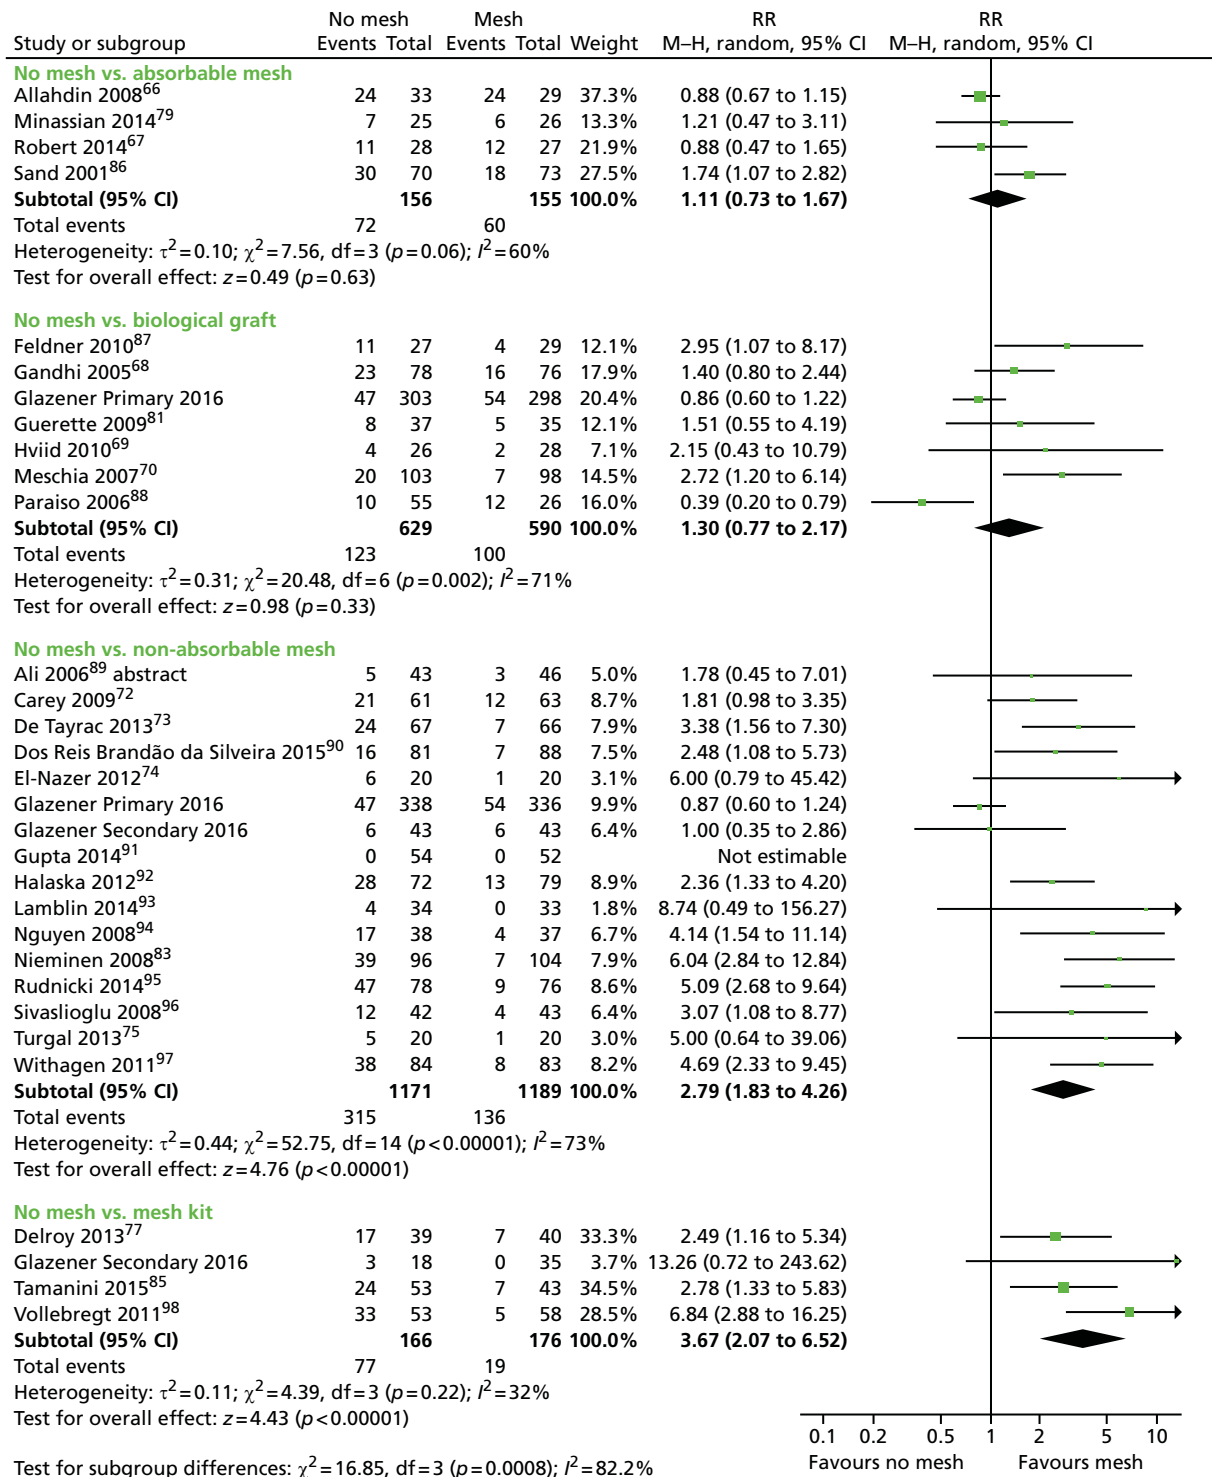 No mesh Mesh RR RR
Study or subgroup Events Total Events Total Weight M–H, random, 95% CI M–H, random, 95% CI
No mesh vs. absorbable mesh
Allahdin 2008⁶⁶ 24 33 24 29 37.3% 0.88 (0.67 to 1.15)
Minassian 2014⁷⁹ 7 25 6 26 13.3% 1.21 (0.47 to 3.11)
Robert 2014⁶⁷ 11 28 12 27 21.9% 0.88 (0.47 to 1.65)
Sand 2001⁸⁶ 30 70 18 73 27.5% 1.74 (1.07 to 2.82)
Subtotal (95% CI) 156 155 100.0% 1.11 (0.73 to 1.67)
Total events 72 60
Heterogeneity: τ²=0.10; χ²=7.56, df=3 (p=0.06); I²=60%
Test for overall effect: z=0.49 (p=0.63)
No mesh vs. biological graft
Feldner 2010⁸⁷ 11 27 4 29 12.1% 2.95 (1.07 to 8.17)
Gandhi 2005⁶⁸ 23 78 16 76 17.9% 1.40 (0.80 to 2.44)
Glazener Primary 2016 47 303 54 298 20.4% 0.86 (0.60 to 1.22)
Guerette 2009⁸¹ 8 37 5 35 12.1% 1.51 (0.55 to 4.19)
Hviid 2010⁶⁹ 4 26 2 28 7.1% 2.15 (0.43 to 10.79)
Meschia 2007⁷⁰ 20 103 7 98 14.5% 2.72 (1.20 to 6.14)
Paraiso 2006⁸⁸ 10 55 12 26 16.0% 0.39 (0.20 to 0.79)
Subtotal (95% CI) 629 590 100.0% 1.30 (0.77 to 2.17)
Total events 123 100
Heterogeneity: τ²=0.31; χ²=20.48, df=6 (p=0.002); I²=71%
Test for overall effect: z=0.98 (p=0.33)
No mesh vs. non-absorbable mesh
Ali 2006⁸⁹ abstract 5 43 3 46 5.0% 1.78 (0.45 to 7.01)
Carey 2009⁷² 21 61 12 63 8.7% 1.81 (0.98 to 3.35)
De Tayrac 2013⁷³ 24 67 7 66 7.9% 3.38 (1.56 to 7.30)
Dos Reis Brandão da Silveira 2015⁹⁰ 16 81 7 88 7.5% 2.48 (1.08 to 5.73)
El-Nazer 2012⁷⁴ 6 20 1 20 3.1% 6.00 (0.79 to 45.42)
Glazener Primary 2016 47 338 54 336 9.9% 0.87 (0.60 to 1.24)
Glazener Secondary 2016 6 43 6 43 6.4% 1.00 (0.35 to 2.86)
Gupta 2014⁹¹ 0 54 0 52 Not estimable
Halaska 2012⁹² 28 72 13 79 8.9% 2.36 (1.33 to 4.20)
Lamblin 2014⁹³ 4 34 0 33 1.8% 8.74 (0.49 to 156.27)
Nguyen 2008⁹⁴ 17 38 4 37 6.7% 4.14 (1.54 to 11.14)
Nieminen 2008⁸³ 39 96 7 104 7.9% 6.04 (2.84 to 12.84)
Rudnicki 2014⁹⁵ 47 78 9 76 8.6% 5.09 (2.68 to 9.64)
Sivaslioglu 2008⁹⁶ 12 42 4 43 6.4% 3.07 (1.08 to 8.77)
Turgal 2013⁷⁵ 5 20 1 20 3.0% 5.00 (0.64 to 39.06)
Withagen 2011⁹⁷ 38 84 8 83 8.2% 4.69 (2.33 to 9.45)
Subtotal (95% CI) 1171 1189 100.0% 2.79 (1.83 to 4.26)
Total events 315 136
Heterogeneity: τ²=0.44; χ²=52.75, df=14 (p<0.00001); I²=73%
Test for overall effect: z=4.76 (p<0.00001)
No mesh vs. mesh kit
Delroy 2013⁷⁷ 17 39 7 40 33.3% 2.49 (1.16 to 5.34)
Glazener Secondary 2016 3 18 0 35 3.7% 13.26 (0.72 to 243.62)
Tamanini 2015⁸⁵ 24 53 7 43 34.5% 2.78 (1.33 to 5.83)
Vollebregt 2011⁹⁸ 33 53 5 58 28.5% 6.84 (2.88 to 16.25)
Subtotal (95% CI) 166 176 100.0% 3.67 (2.07 to 6.52)
Total events 77 19
Heterogeneity: τ²=0.11; χ²=4.39, df=3 (p=0.22); I²=32%
Test for overall effect: z=4.43 (p<0.00001)
0.1 0.2 0.5 1 2 5 10
Favours no mesh Favours mesh
Test for subgroup differences: χ²=16.85, df=3 (p=0.0008); I²=82.2%